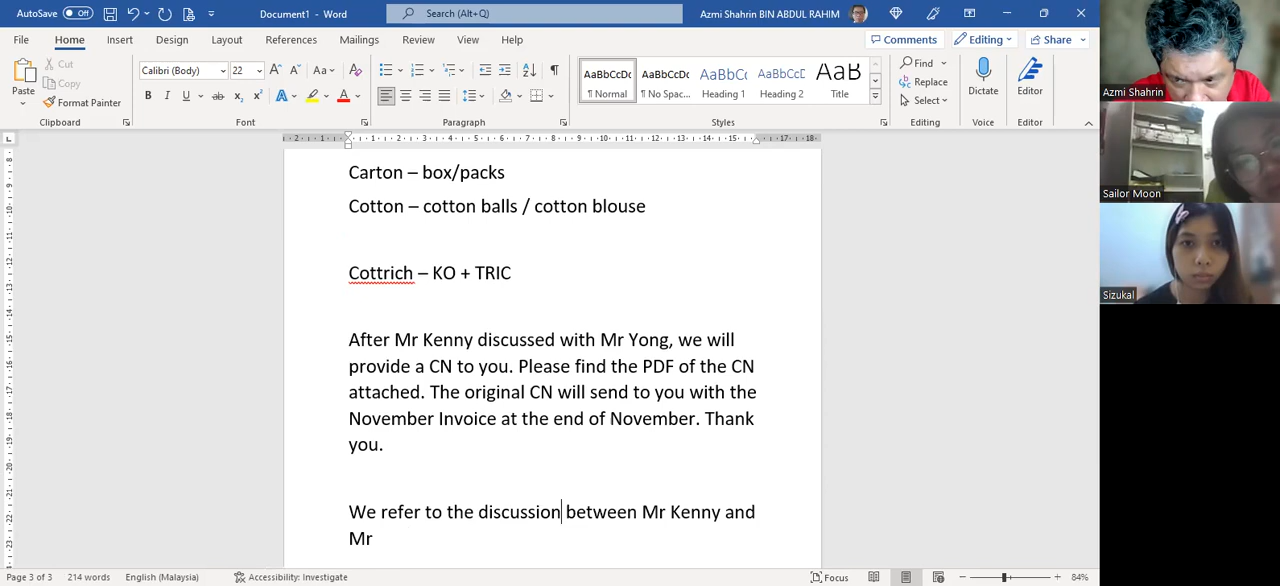 AutoSave Off Document1 - Word Search (Alt+Q) Azmi Shahrin BIN ABDUL RAHIM
File Home Insert Design Layout References Mailings Review View Help Comments Editing Share
Paste Cut Copy Format Painter Clipboard
Calibri (Body) 22 Font
Paragraph
AaBbCcDc AaBbCcDc AaBbCc AaBbCcD AaB
¶ Normal ¶ No Spac... Heading 1 Heading 2 Title
Styles
Find Replace Select Editing
Dictate Voice
Editor Editor
Azmi Shahrin
Sailor Moon
Sizukal
Carton – box/packs
Cotton – cotton balls / cotton blouse
Cottrich – KO + TRIC
After Mr Kenny discussed with Mr Yong, we will
provide a CN to you. Please find the PDF of the CN
attached. The original CN will send to you with the
November Invoice at the end of November. Thank
you.
We refer to the discussion between Mr Kenny and
Mr
Page 3 of 3 214 words English (Malaysia) Accessibility: Investigate Focus 84%